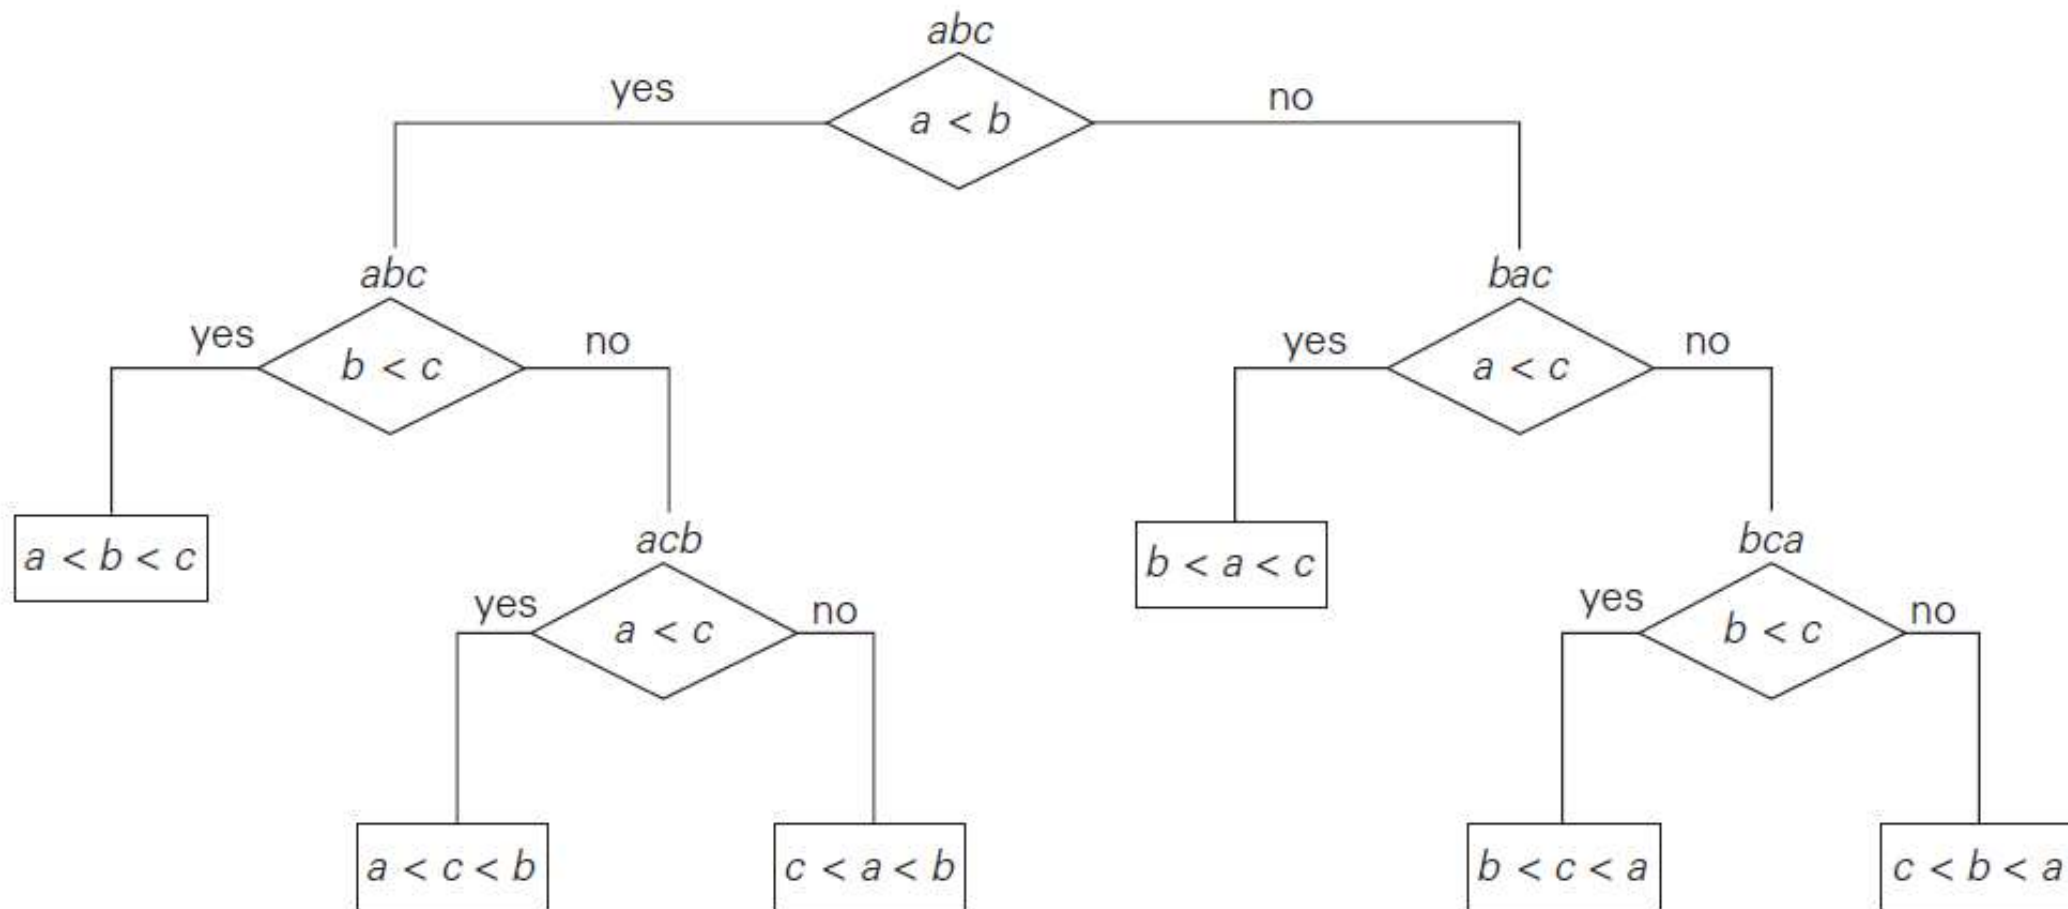 abc
yes
a < b
no
abc
bac
yes
b < c
no
yes
a < c
no
a < b < c
acb
b < a < c
bca
yes
a < c
no
yes
b < c
no
a < c < b
c < a < b
b < c < a
c < b < a